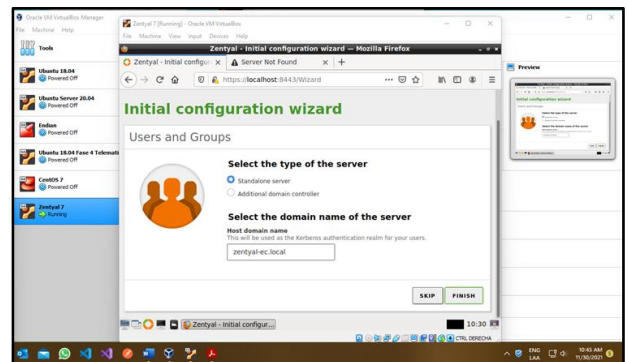 Oracle VM VirtualBox Manager
File Machine Help
Tools
Ubuntu 18.04
Powered Off
Ubuntu Server 20.04
Powered Off
Endian
Powered Off
Ubuntu 18.04 Fase 4 Telemati
Powered Off
CentOS 7
Powered Off
Zentyal 7
Running
Preview
Zentyal 7 [Running] - Oracle VM VirtualBox
File Machine View Input Devices Help
Zentyal - Initial configuration wizard — Mozilla Firefox
Zentyal - Initial configu
Server Not Found
https://localhost:8443/Wizard
Initial configuration wizard
Users and Groups
Select the type of the server
Standalone server
Additional domain controller
Select the domain name of the server
Host domain name
This will be used as the Kerberos authentication realm for your users.
zentyal-ec.local
SKIP FINISH
Zentyal - Initial configur...
10:30
CTRL DERECHA
ENG
LAA
10:45 AM
11/30/2021